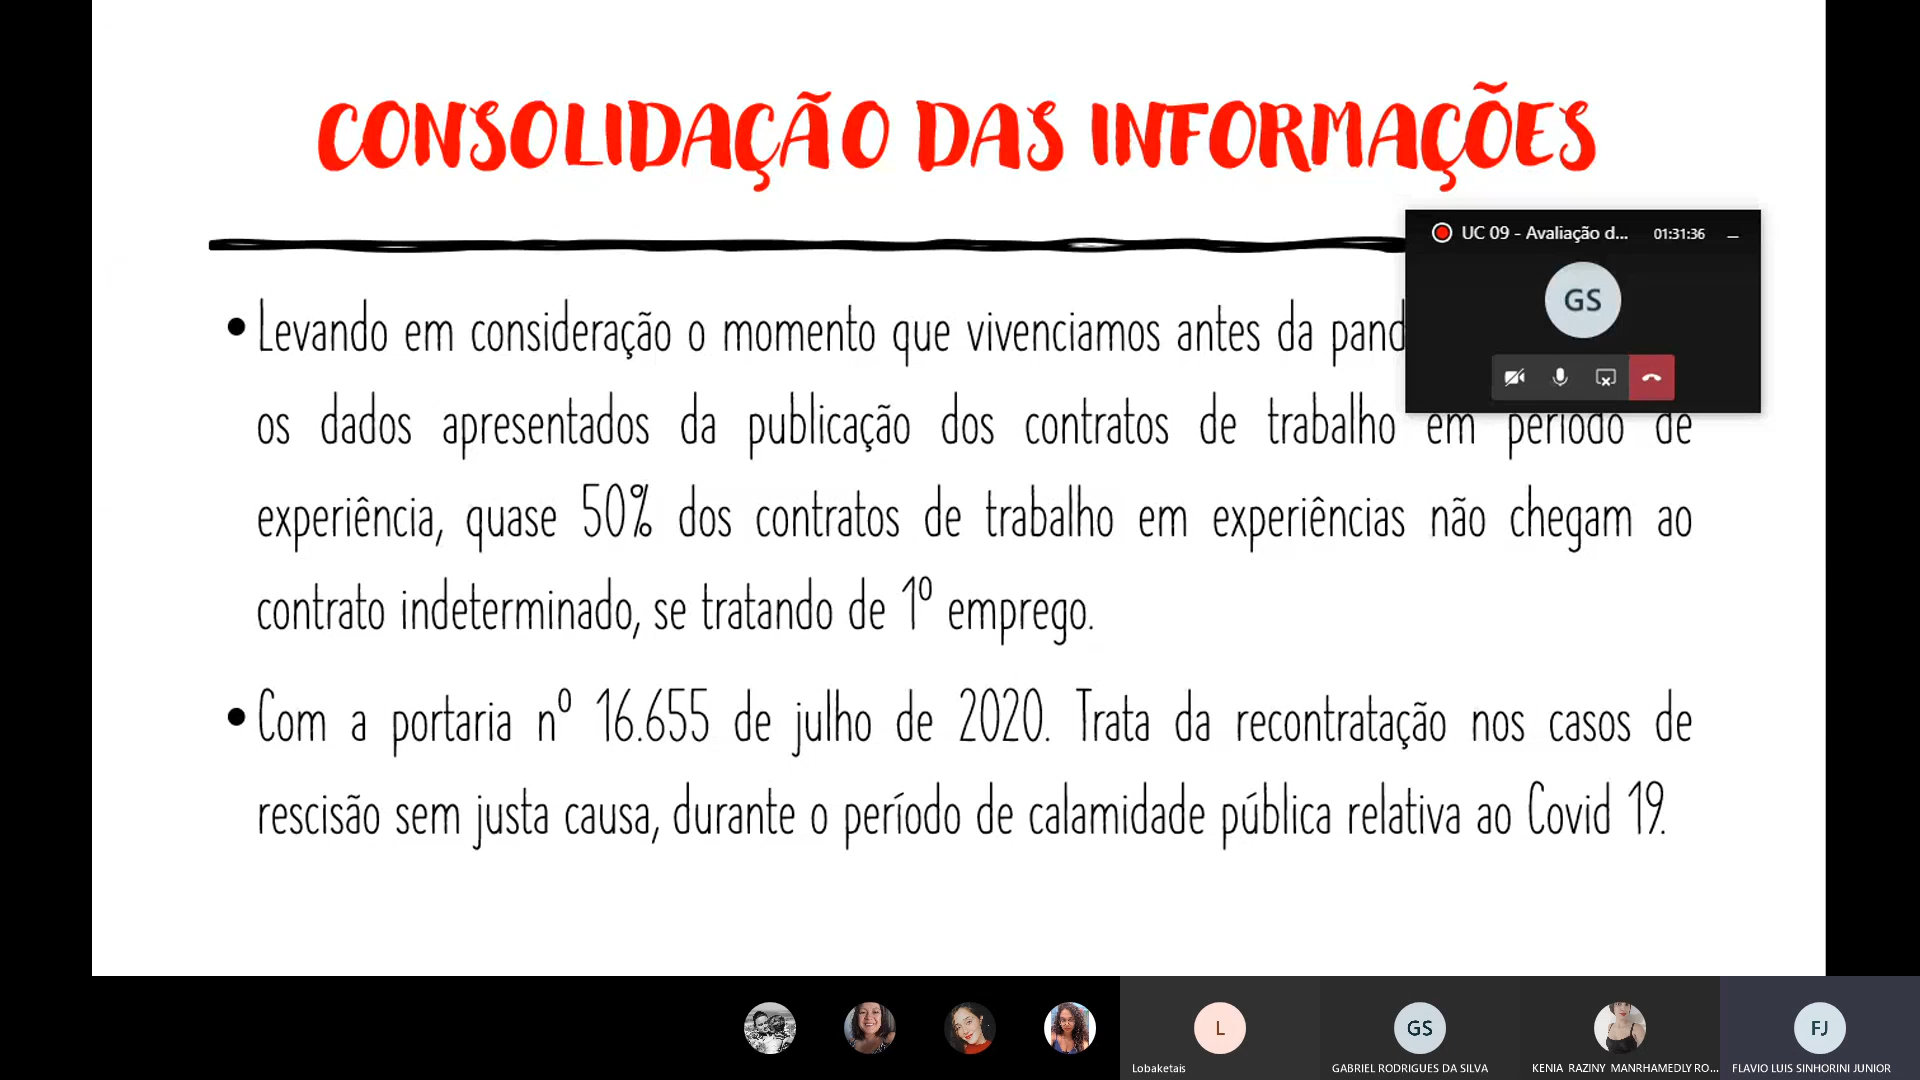 CONSOLIDAÇÃO DAS INFORMAÇÕES
UC 09 - Avaliação d... 01:31:36
GS
• Levando em consideração o momento que vivenciamos antes da
os dados apresentados da publicação dos contratos de trabalho em período de
experiência, quase 50% dos contratos de trabalho em experiências não chegam ao
contrato indeterminado, se tratando de 1º emprego.
• Com a portaria nº 16.655 de julho de 2020. Trata da recontratação nos casos de
rescisão sem justa causa, durante o período de calamidade pública relativa ao Covid 19.
L
GS
FJ
Lobaketais
GABRIEL RODRIGUES DA SILVA
KENIA RAZINY MANRHAMEDLY RO...
FLAVIO LUIS SINHORINI JUNIOR